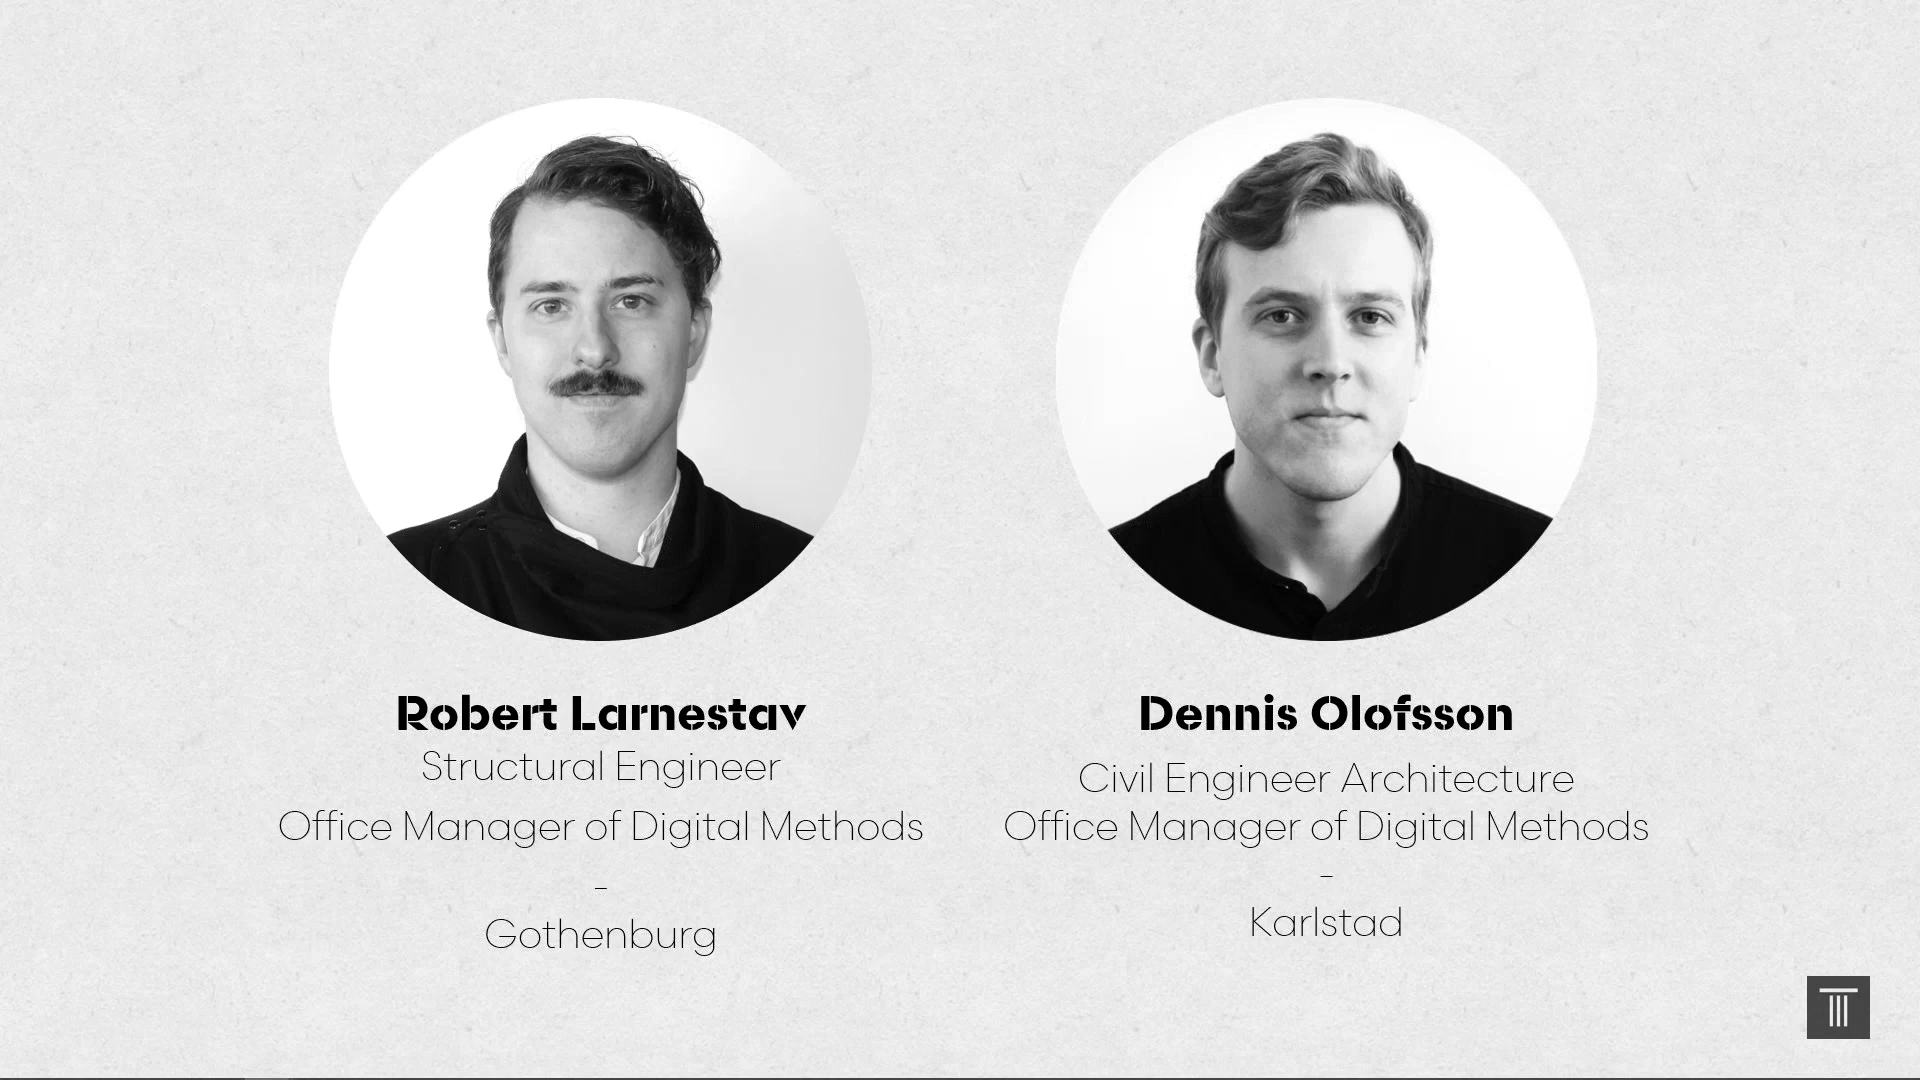 Robert Larnestav
Structural Engineer
Office Manager of Digital Methods
-
Gothenburg
Dennis Olofsson
Civil Engineer Architecture
Office Manager of Digital Methods
-
Karlstad